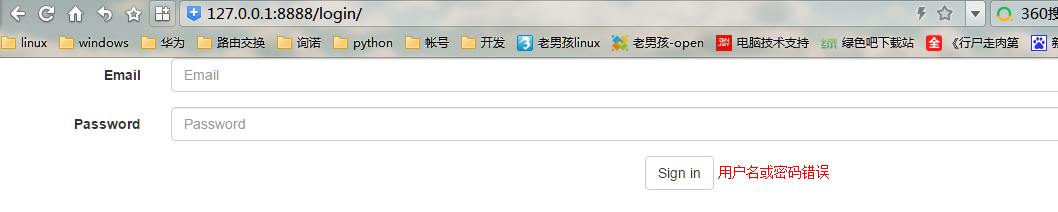 127.0.0.1:8888/login/ 360搜
linux windows 华为 路由交换 询诺 python 帐号 开发 老男孩linux 老男孩-open 电脑技术支持 绿色吧下载站 《行尸走肉第
Email Email
Password Password
Sign in 用户名或密码错误